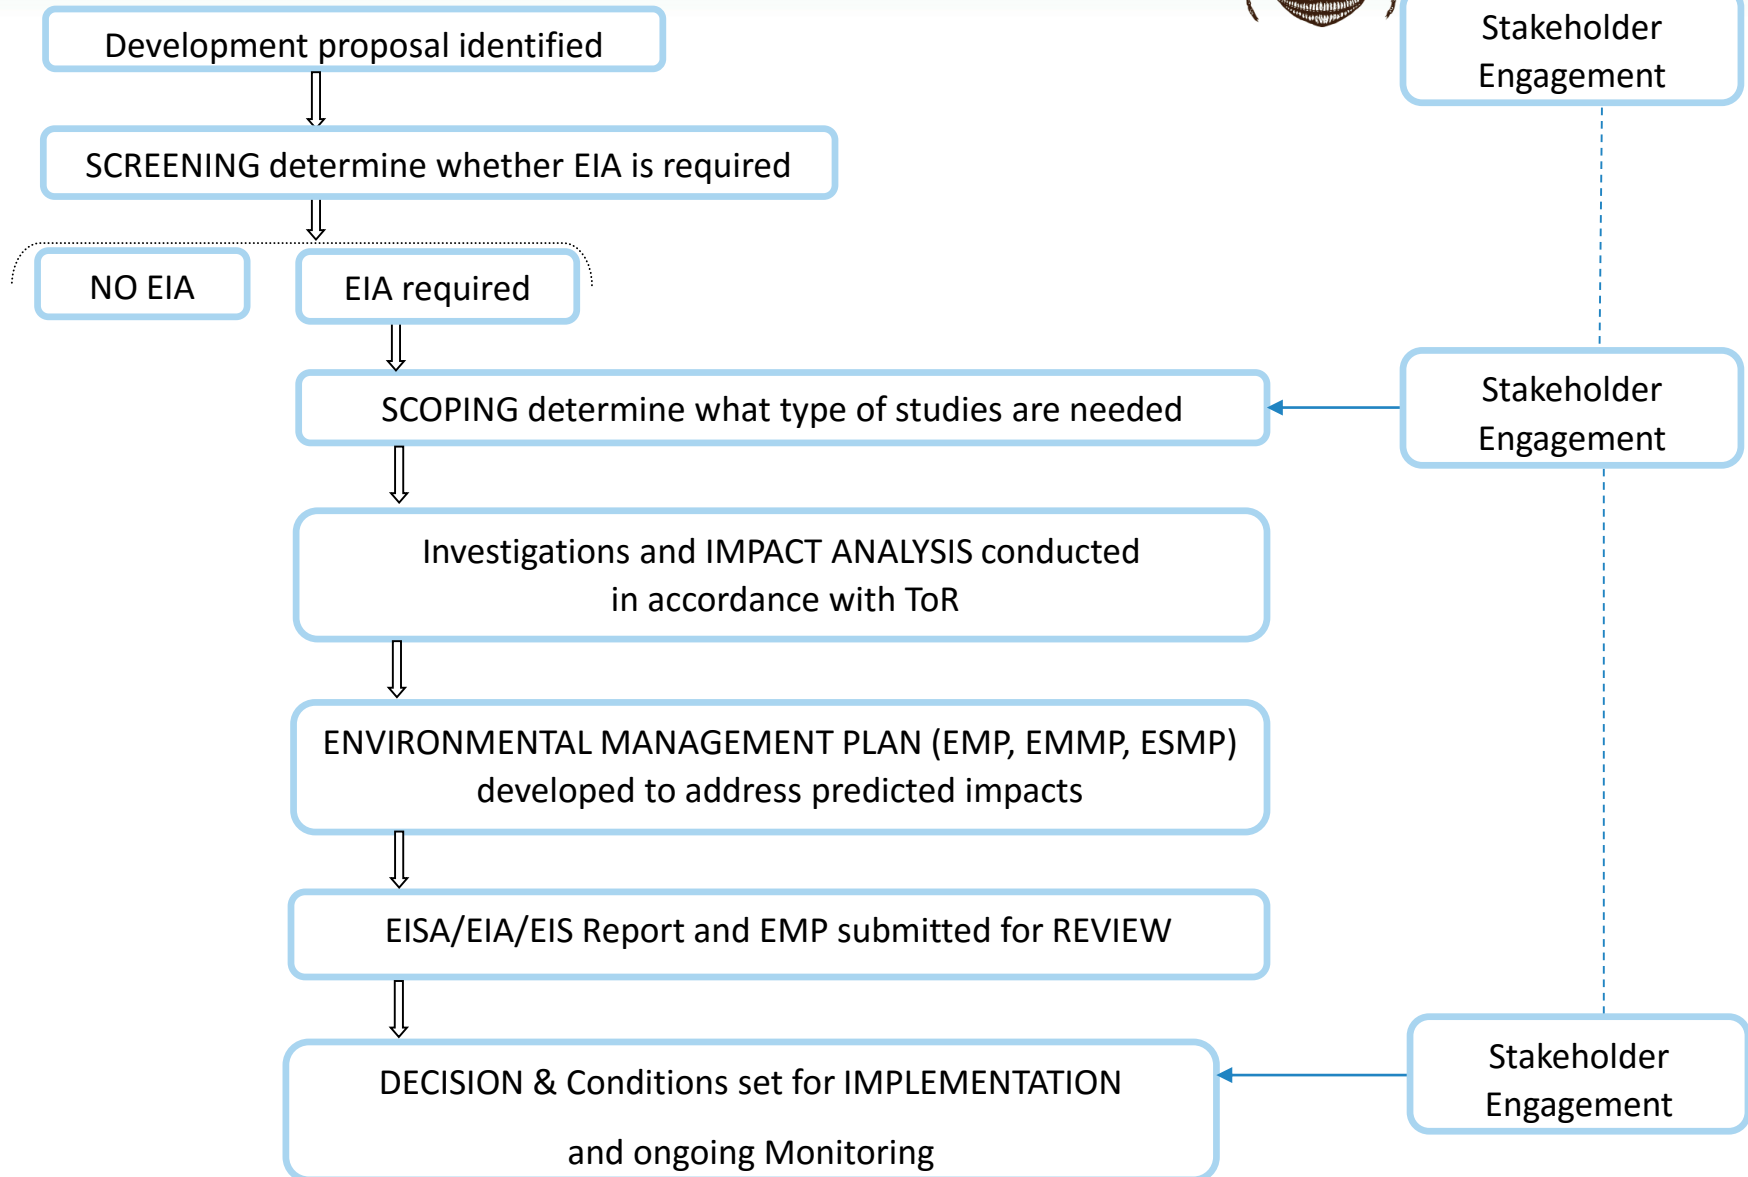 Development proposal identified
Stakeholder
Engagement
SCREENING determine whether EIA is required
NO EIA
EIA required
SCOPING determine what type of studies are needed
Stakeholder
Engagement
Investigations and IMPACT ANALYSIS conducted
in accordance with ToR
ENVIRONMENTAL MANAGEMENT PLAN (EMP, EMMP, ESMP)
developed to address predicted impacts
EISA/EIA/EIS Report and EMP submitted for REVIEW
DECISION & Conditions set for IMPLEMENTATION
and ongoing Monitoring
Stakeholder
Engagement